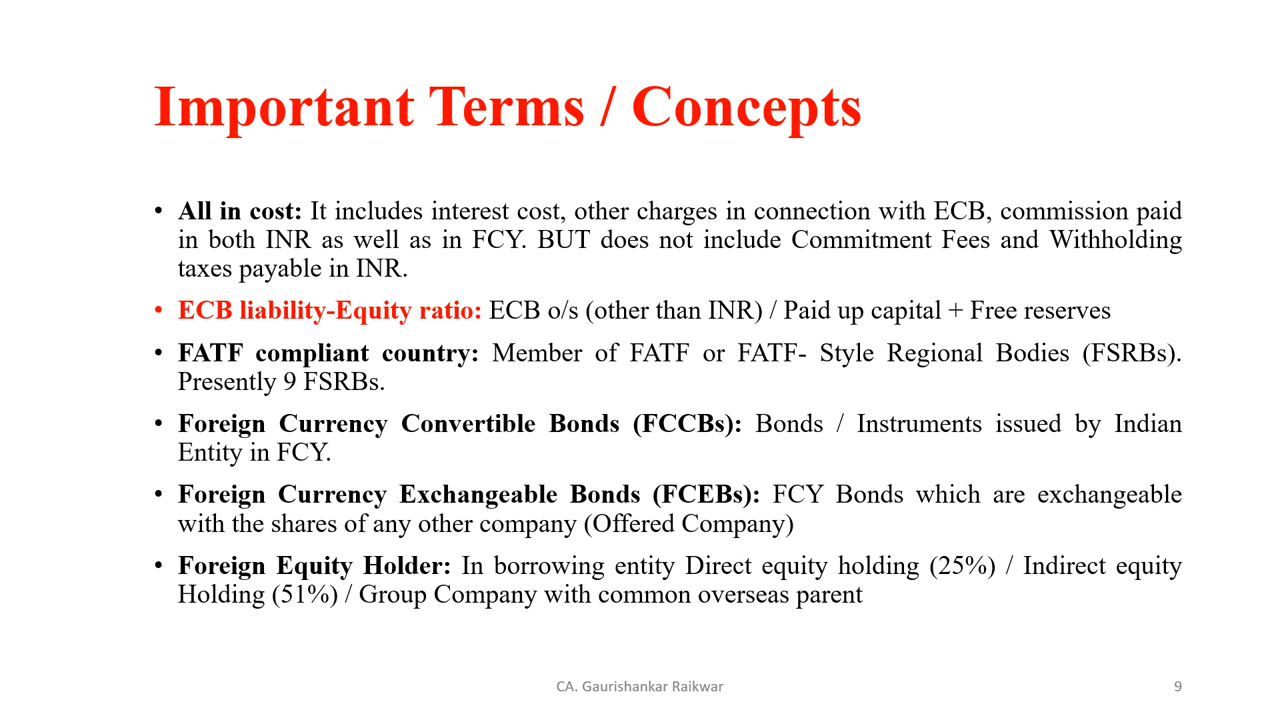 Important Terms / Concepts
• All in cost: It includes interest cost, other charges in connection with ECB, commission paid
in both INR as well as in FCY. BUT does not include Commitment Fees and Withholding
taxes payable in INR.
• ECB liability-Equity ratio: ECB o/s (other than INR) / Paid up capital + Free reserves
• FATF compliant country: Member of FATF or FATF- Style Regional Bodies (FSRBs).
Presently 9 FSRBs.
• Foreign Currency Convertible Bonds (FCCBs): Bonds / Instruments issued by Indian
Entity in FCY.
• Foreign Currency Exchangeable Bonds (FCEBs): FCY Bonds which are exchangeable
with the shares of any other company (Offered Company)
• Foreign Equity Holder: In borrowing entity Direct equity holding (25%) / Indirect equity
Holding (51%) / Group Company with common overseas parent
CA. Gaurishankar Raikwar
9